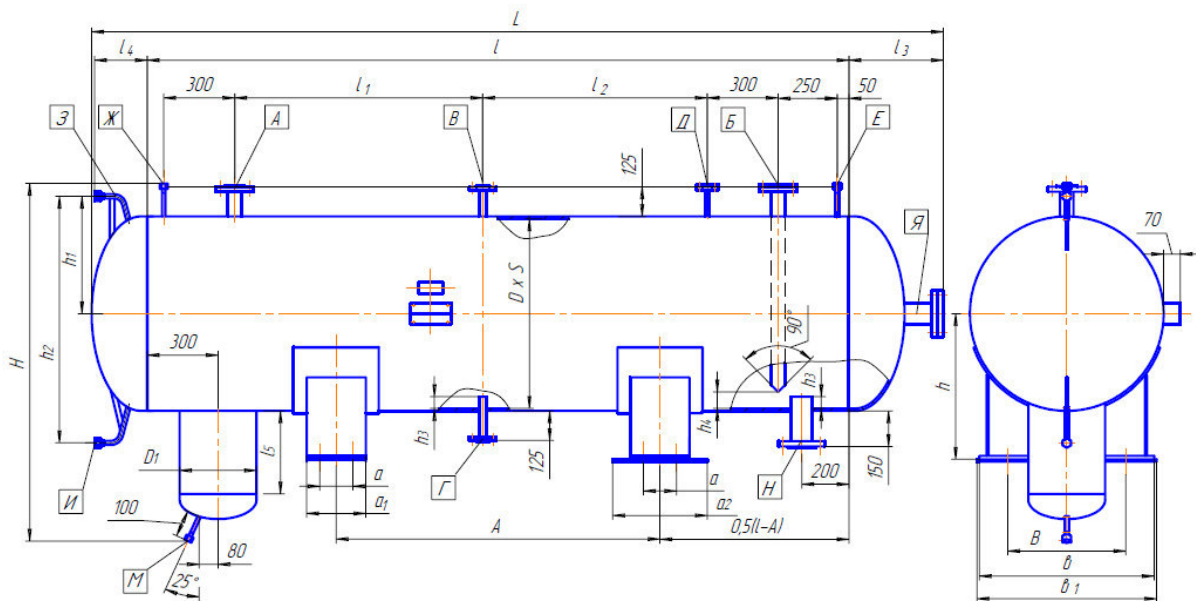 L
l4
l
l3
300
l1
l2
300
250
50
З
Ж
А
В
Д
Б
Е
125
70
Я
h1
h2
H
D x S
90°
h3
300
h
h3
h4
l5
D1
125
150
a
a1
Г
a
a2
Н
200
И
100
А
0,5(l-А)
80
М
25°
В
в
в1